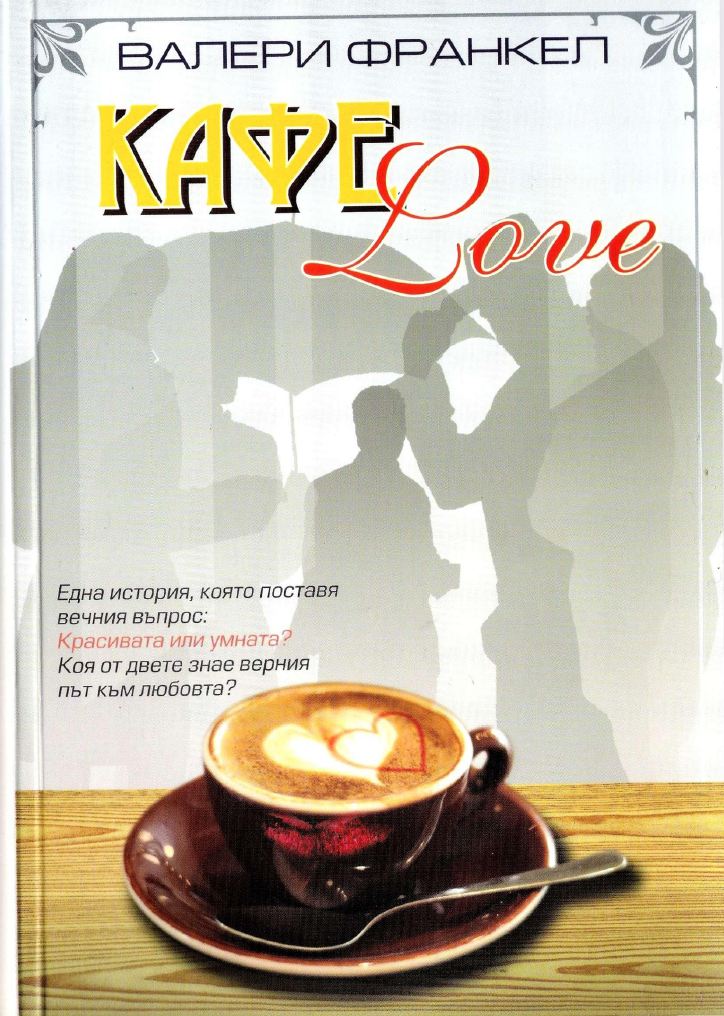 ВАЛЕРИ ФРАНКЕЛ
КАФЕ
Love
Една история, която поставя
вечния въпрос:
Красивата или умната?
Коя от двете знае верния
път към любовта?